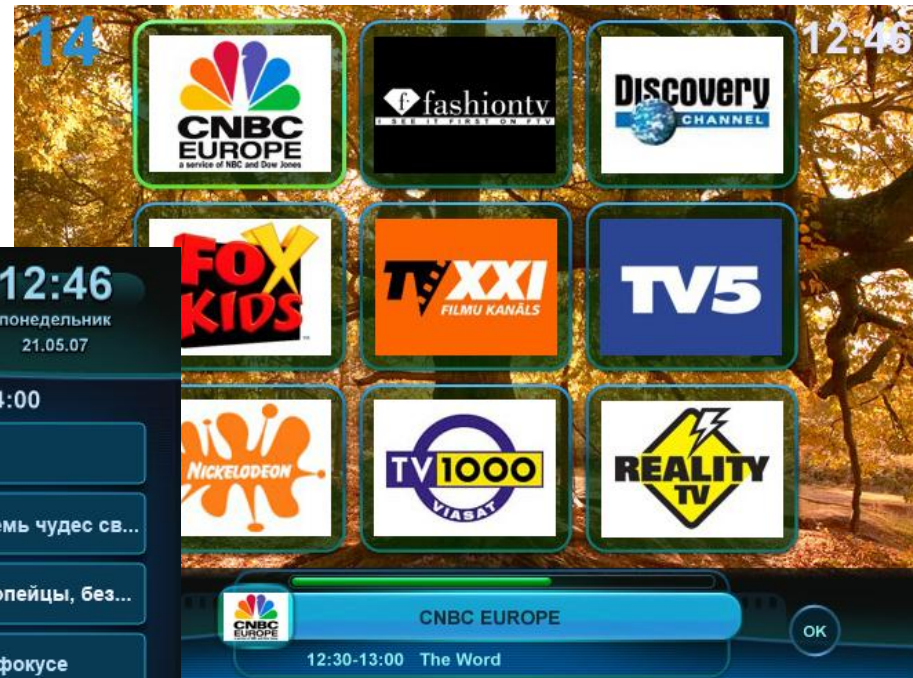 14
12:46
CNBC
EUROPE
a service of NBC and Dow Jones
f
fashiontv
I SEE IT FIRST ON FTV
DISCOVERY
CHANNEL
FOX
KIDS
TV XXI
FILMU KANĀLS
TV5
NICKELODEON
TV1000
VIASAT
REALITY
TV
CNBC
EUROPE
CNBC EUROPE
12:30-13:00 The Word
OK
12:46
понедельник
21.05.07
:00
емь чудес св...
опейцы, без...
фокусе